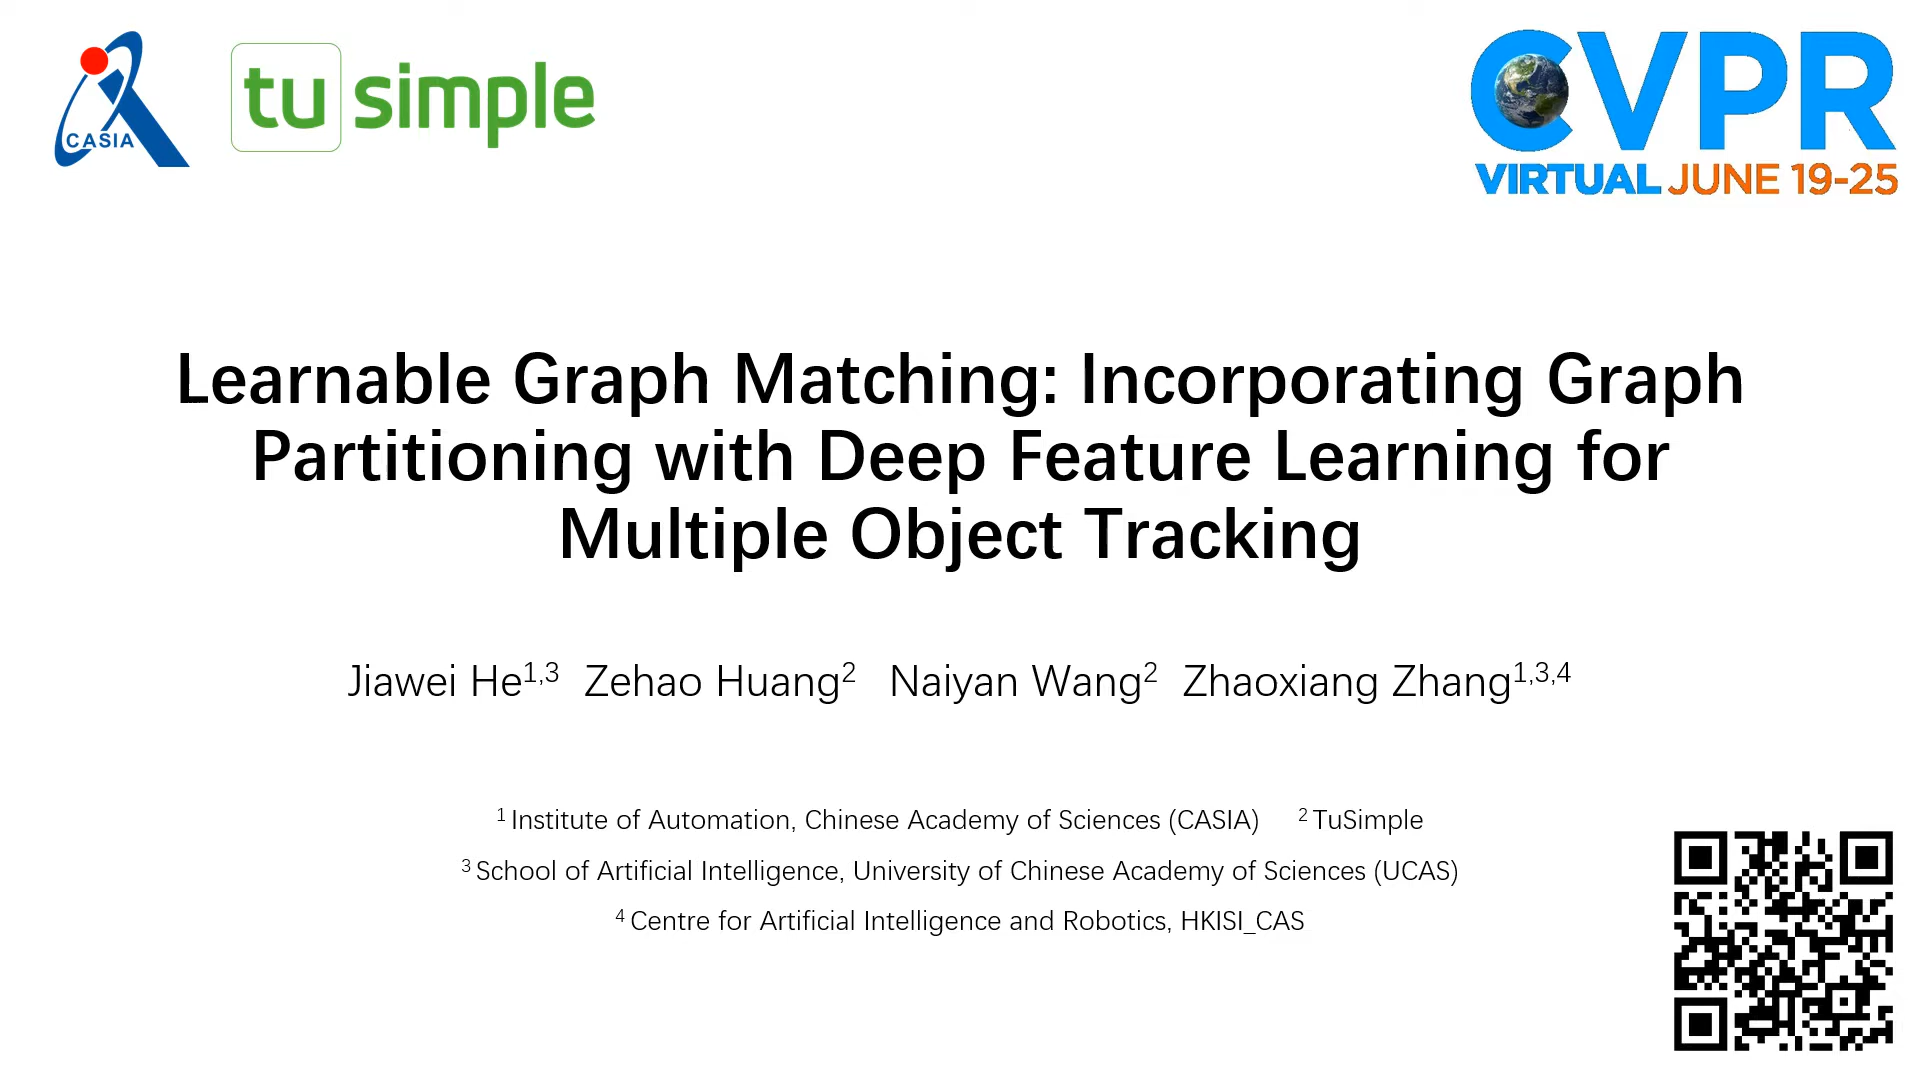 CASIA
tu simple
CVPR
VIRTUAL JUNE 19-25
Learnable Graph Matching: Incorporating Graph
Partitioning with Deep Feature Learning for
Multiple Object Tracking
Jiawei He1,3 Zehao Huang2 Naiyan Wang2 Zhaoxiang Zhang1,3,4
1 Institute of Automation, Chinese Academy of Sciences (CASIA) 2 TuSimple
3 School of Artificial Intelligence, University of Chinese Academy of Sciences (UCAS)
4 Centre for Artificial Intelligence and Robotics, HKISI_CAS